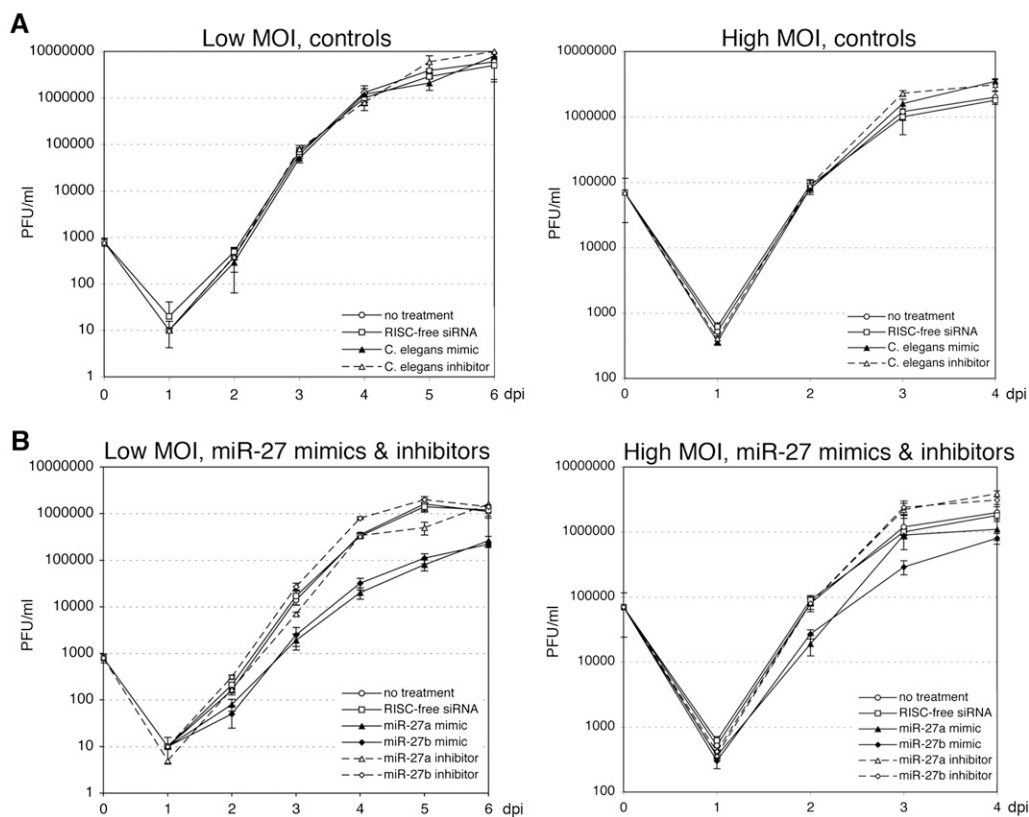 A
Low MOI, controls
10000000
1000000
100000
10000
1000
100
10
1
PFU/ml
0 1 2 3 4 5 6 dpi
no treatment
RISC-free siRNA
C. elegans mimic
C. elegans inhibitor
High MOI, controls
10000000
1000000
100000
10000
1000
100
PFU/ml
0 1 2 3 4 dpi
no treatment
RISC-free siRNA
C. elegans mimic
C. elegans inhibitor
B
Low MOI, miR-27 mimics & inhibitors
10000000
1000000
100000
10000
1000
100
10
1
PFU/ml
0 1 2 3 4 5 6 dpi
no treatment
RISC-free siRNA
miR-27a mimic
miR-27b mimic
miR-27a inhibitor
miR-27b inhibitor
High MOI, miR-27 mimics & inhibitors
10000000
1000000
100000
10000
1000
100
PFU/ml
0 1 2 3 4 dpi
no treatment
RISC-free siRNA
miR-27a mimic
miR-27b mimic
miR-27a inhibitor
miR-27b inhibitor